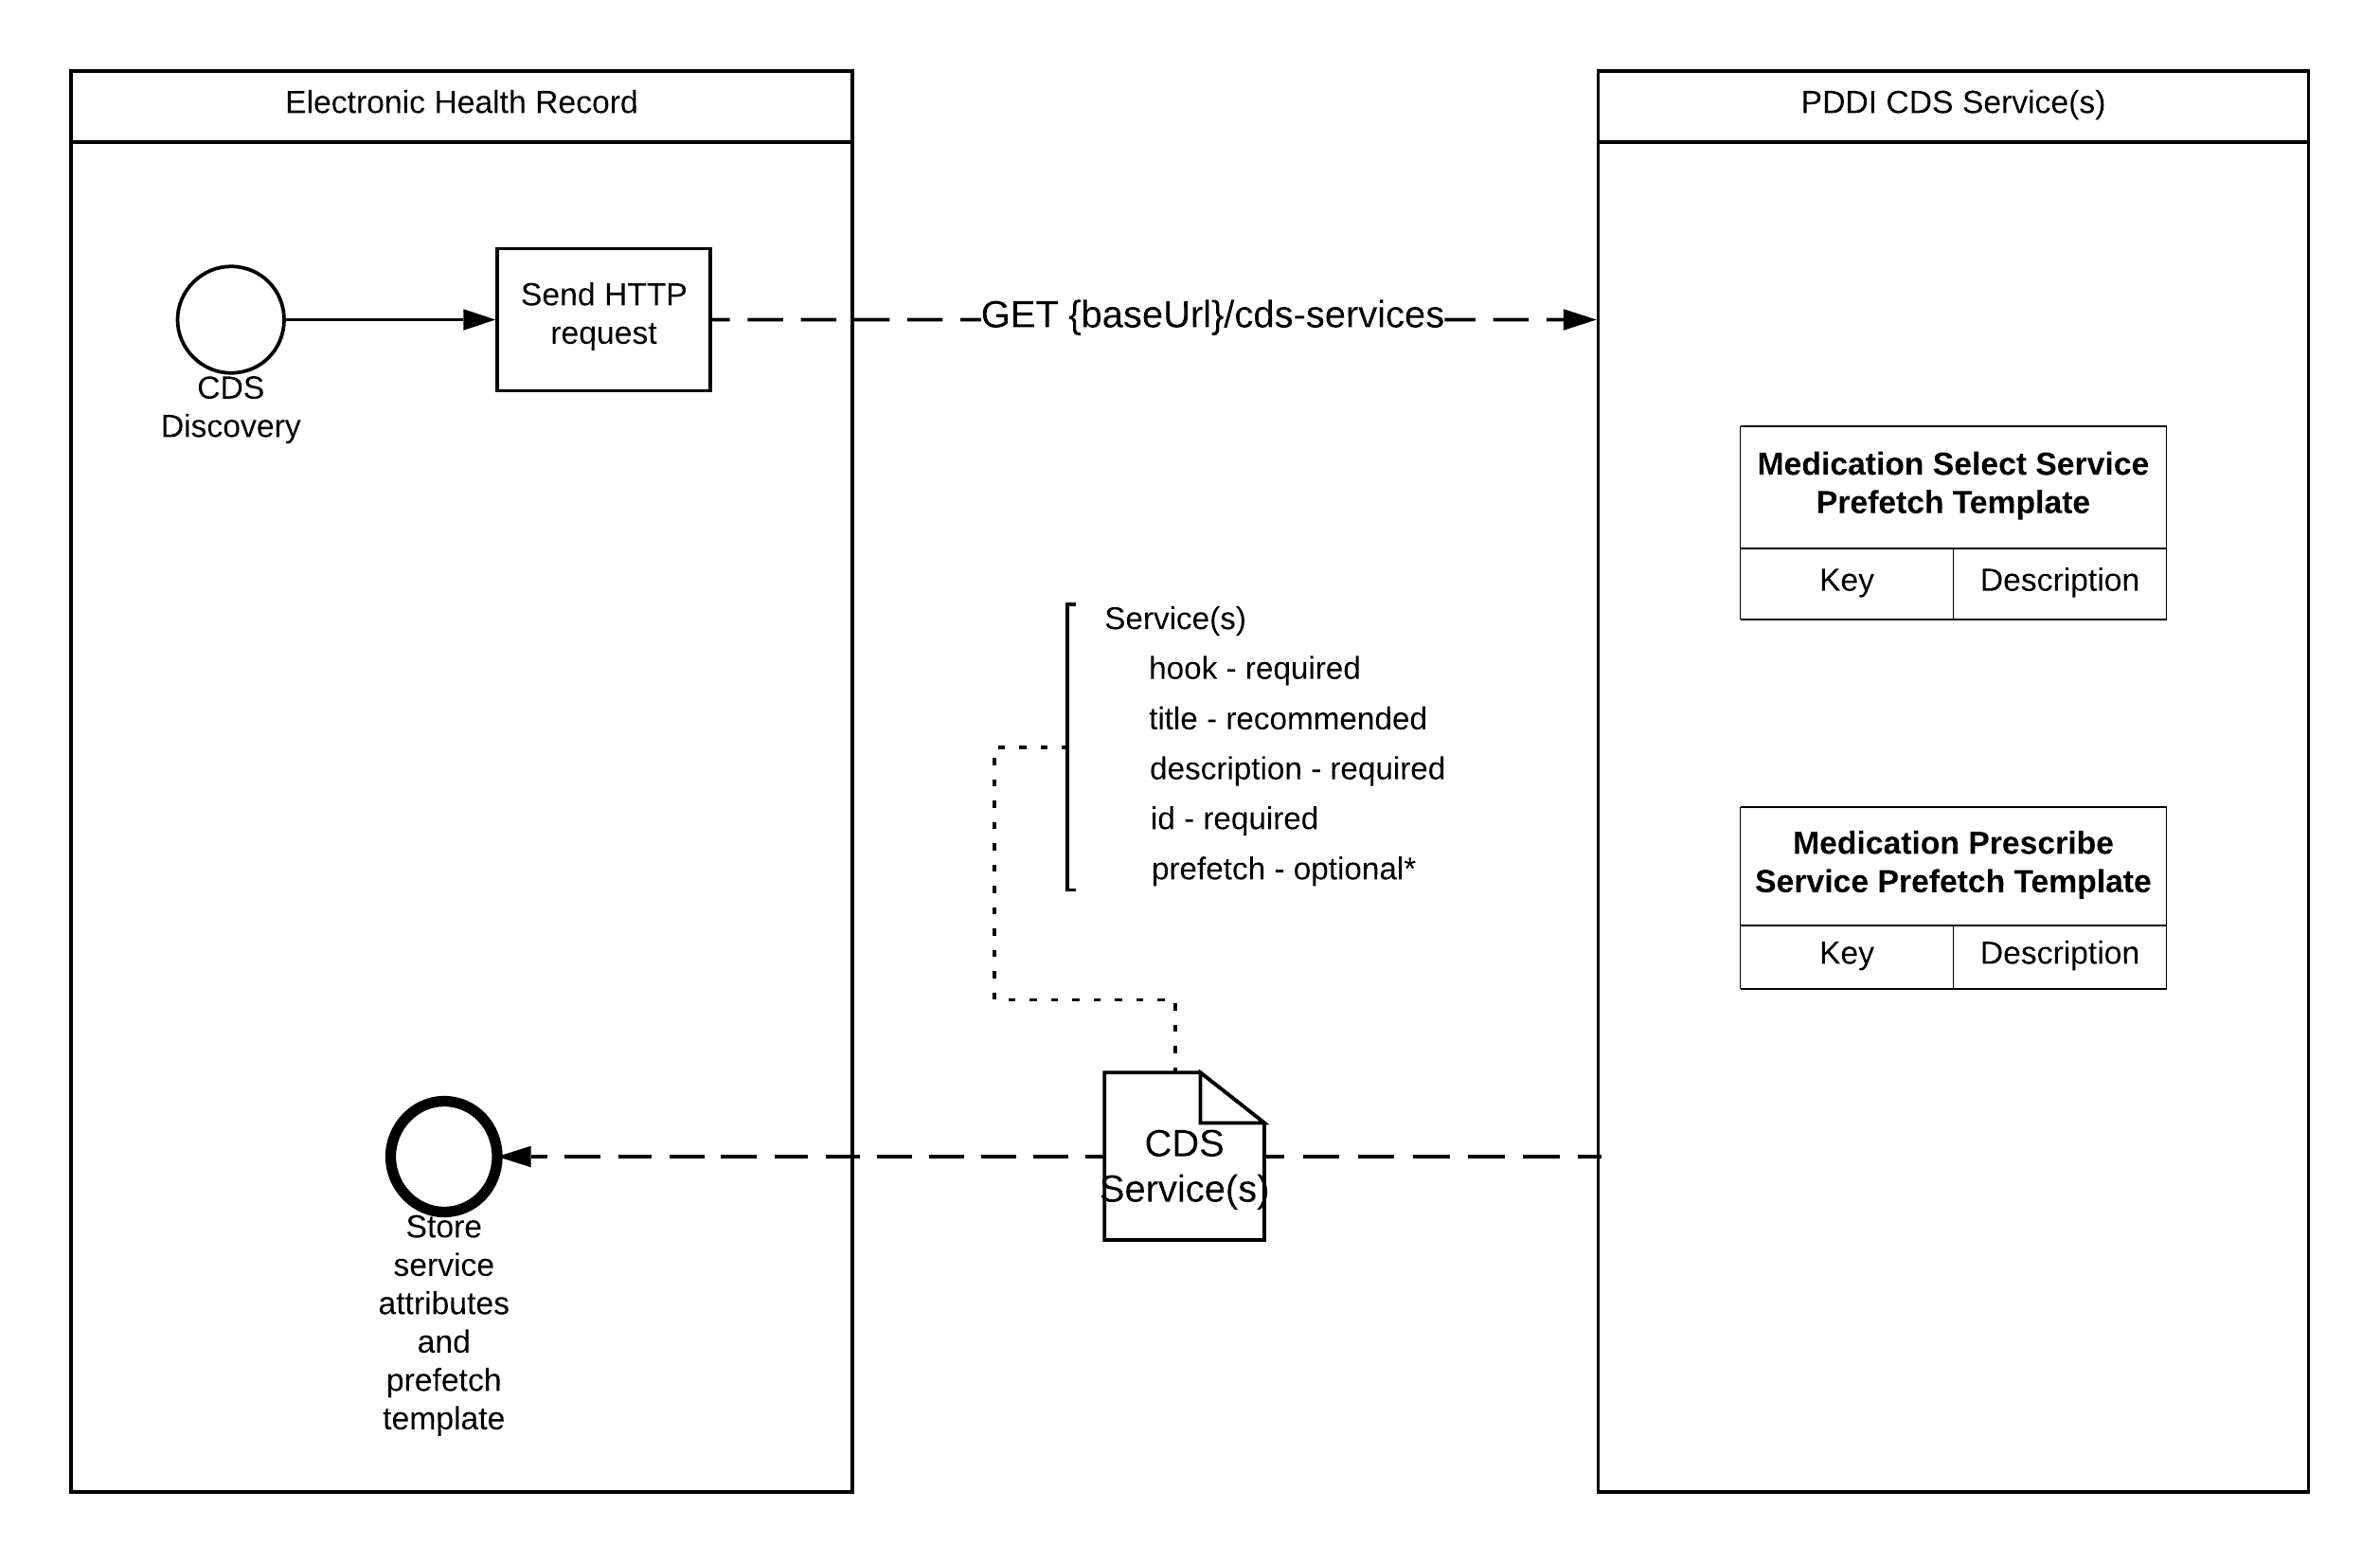 Electronic Health Record
PDDI CDS Service(s)
Send HTTP
request
GET {baseUrl}/cds-services
CDS
Discovery
Medication Select Service
Prefetch Template
Key
Description
Service(s)
hook - required
title - recommended
description - required
id - required
prefetch - optional*
Medication Prescribe
Service Prefetch Template
Key
Description
CDS
Service(s)
Store
service
attributes
and
prefetch
template